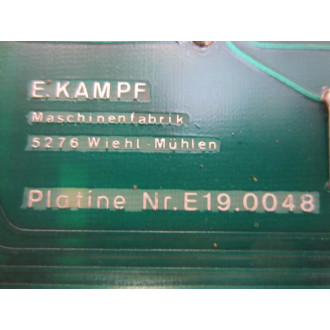 E.KAMPF
Maschinenfabrik
5276 Wiehl-Mühlen
Platine Nr.E19.0048